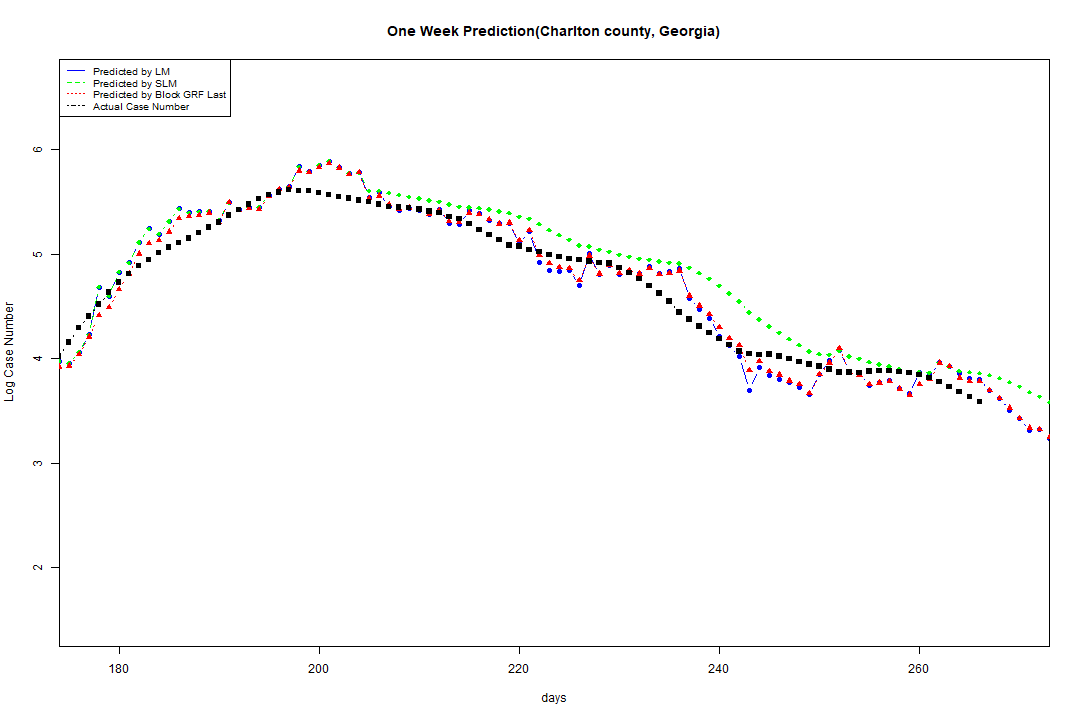 One Week Prediction(Charlton county, Georgia)
Predicted by LM
Predicted by SLM
Predicted by Block GRF Last
Actual Case Number
6
5
4
3
2
Log Case Number
180 200 220 240 260
days